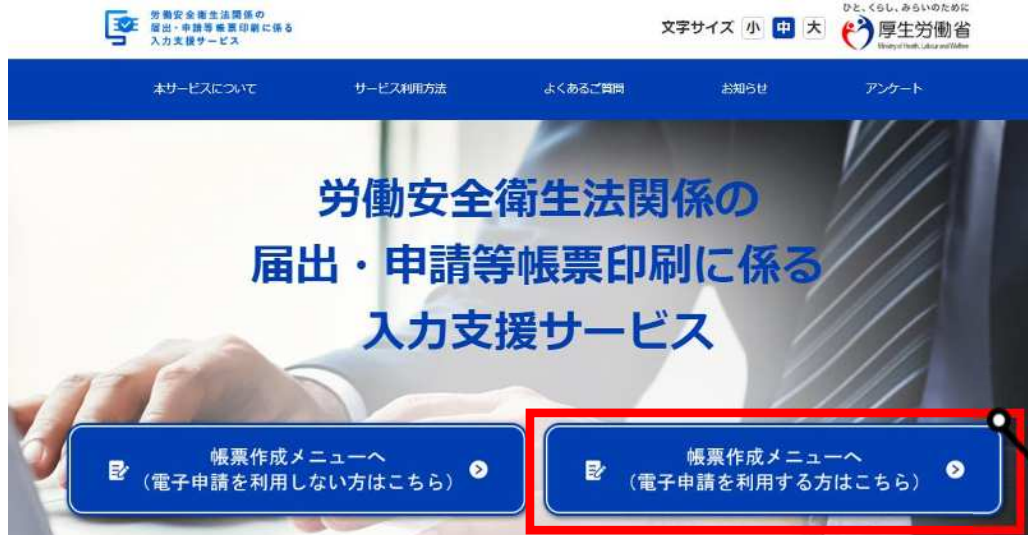 労働安全衛生法関係の
届出・申請等帳票印刷に係る
入力支援サービス
文字サイズ 小 中 大
ひと、くらし、みらいのために
厚生労働省
Ministry of Health, Labour and Welfare
本サービスについて
サービス利用方法
よくあるご質問
お知らせ
アンケート
労働安全衛生法関係の
届出・申請等帳票印刷に係る
入力支援サービス
帳票作成メニューへ
（電子申請を利用しない方はこちら）
帳票作成メニューへ
（電子申請を利用する方はこちら）